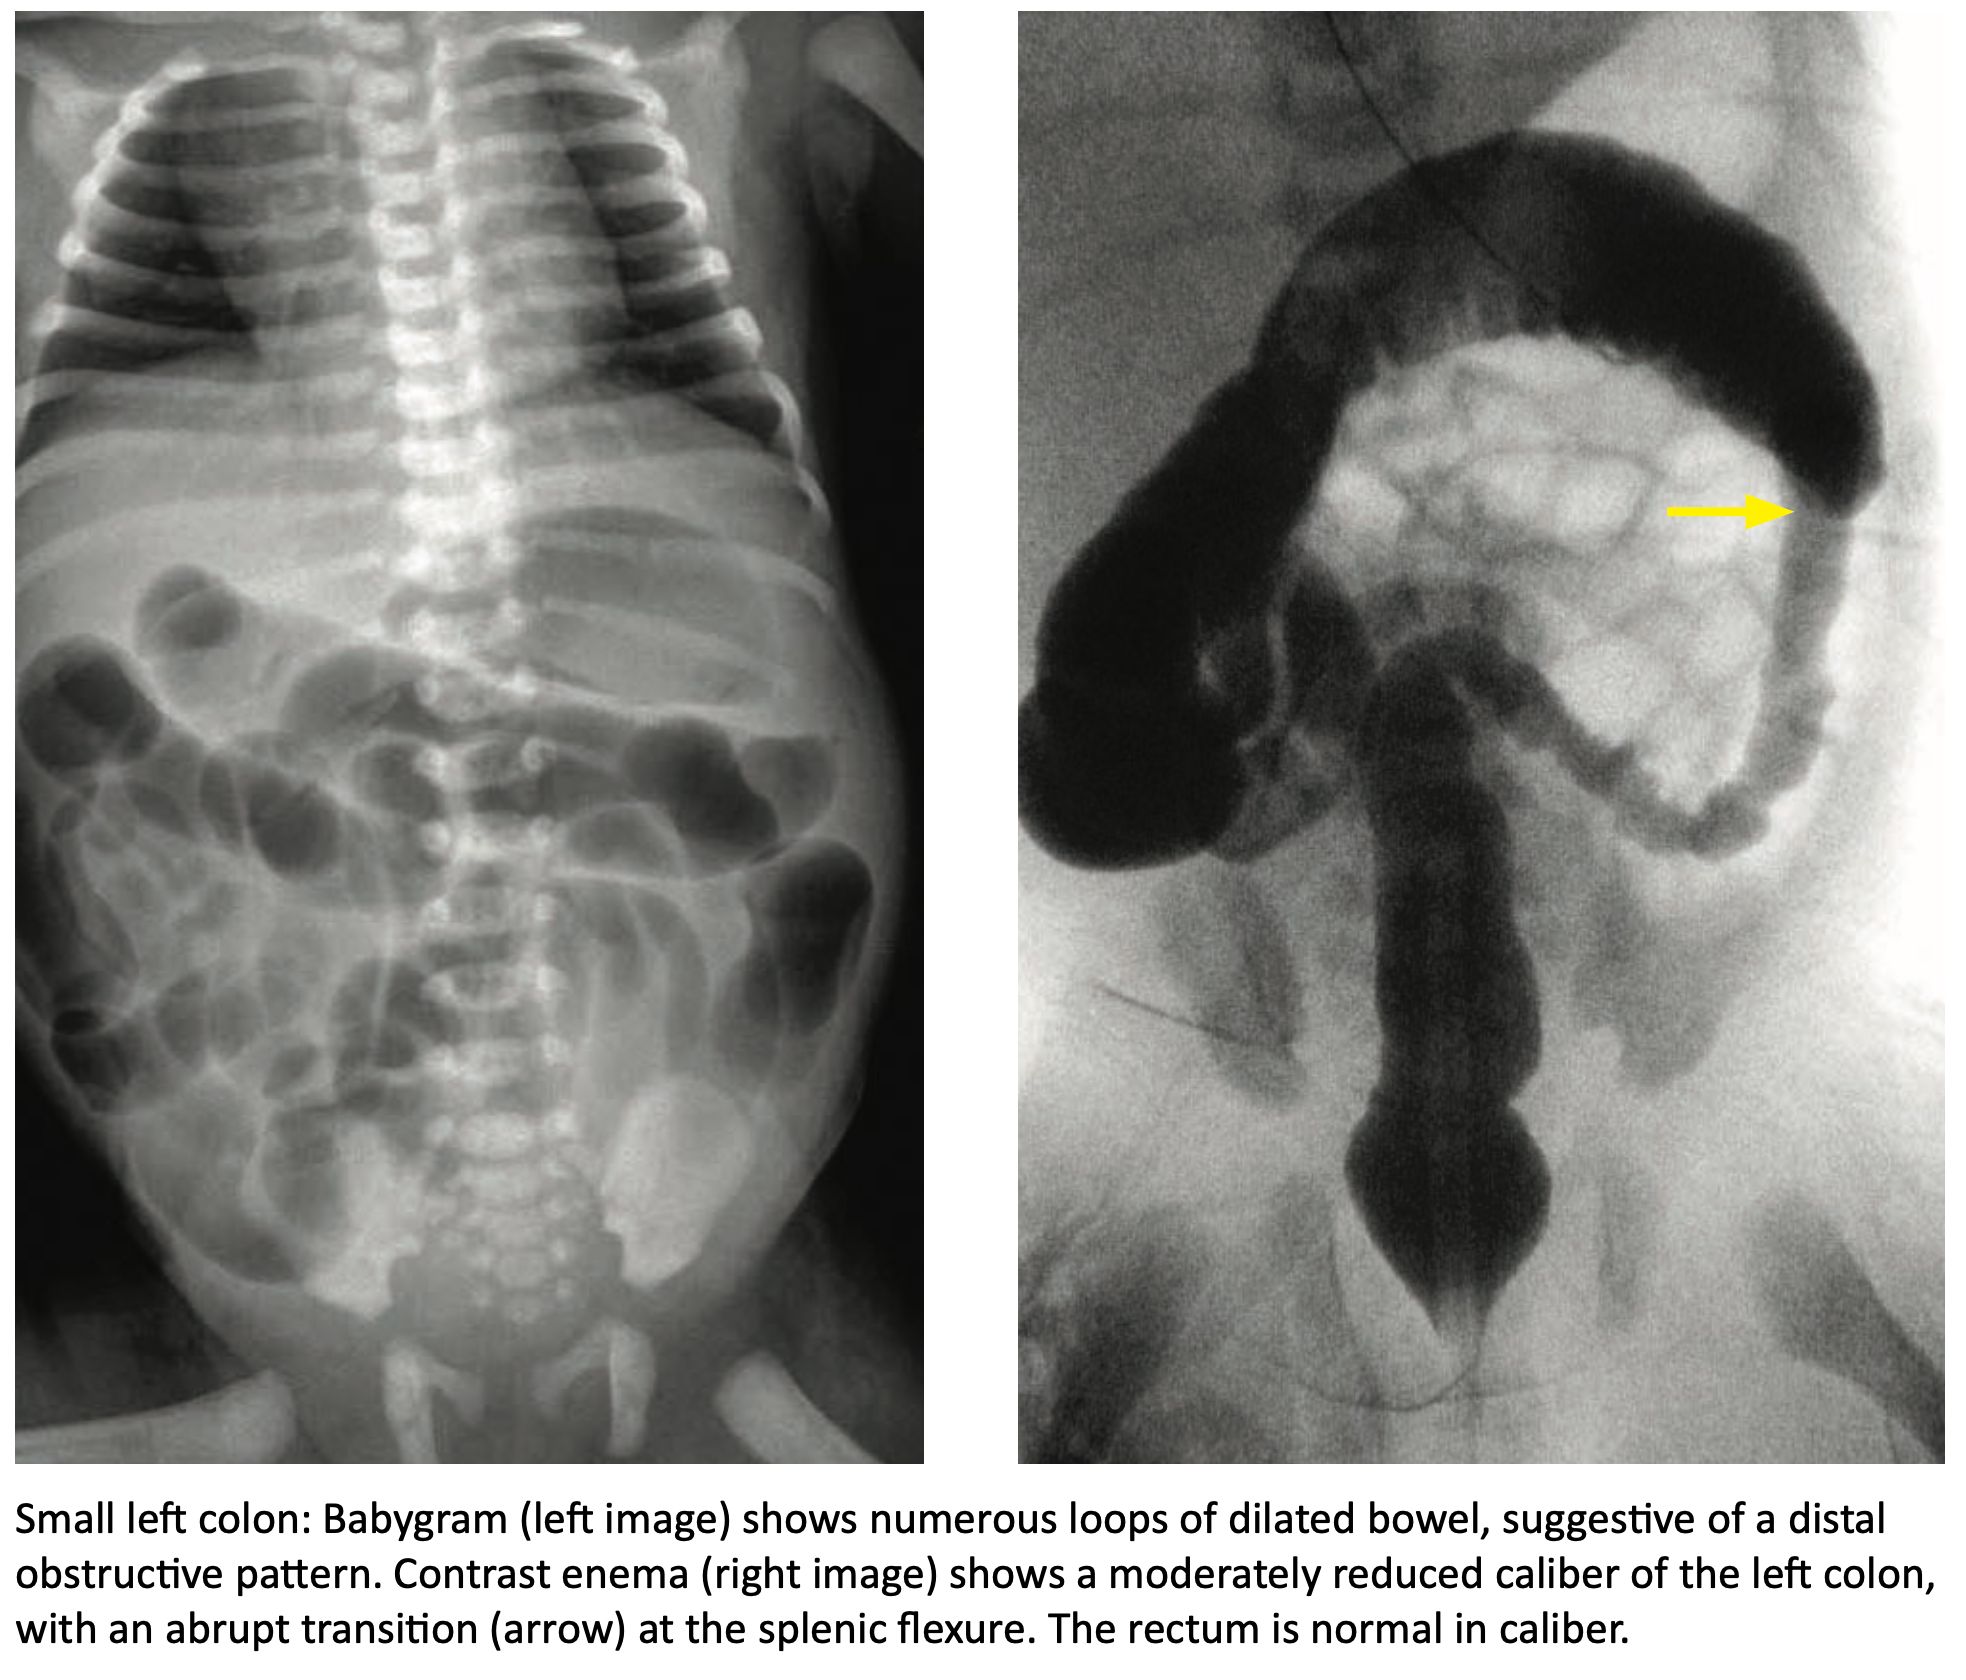 Small left colon: Babygram (left image) shows numerous loops of dilated bowel, suggestive of a distal
obstructive pattern. Contrast enema (right image) shows a moderately reduced caliber of the left colon,
with an abrupt transition (arrow) at the splenic flexure. The rectum is normal in caliber.